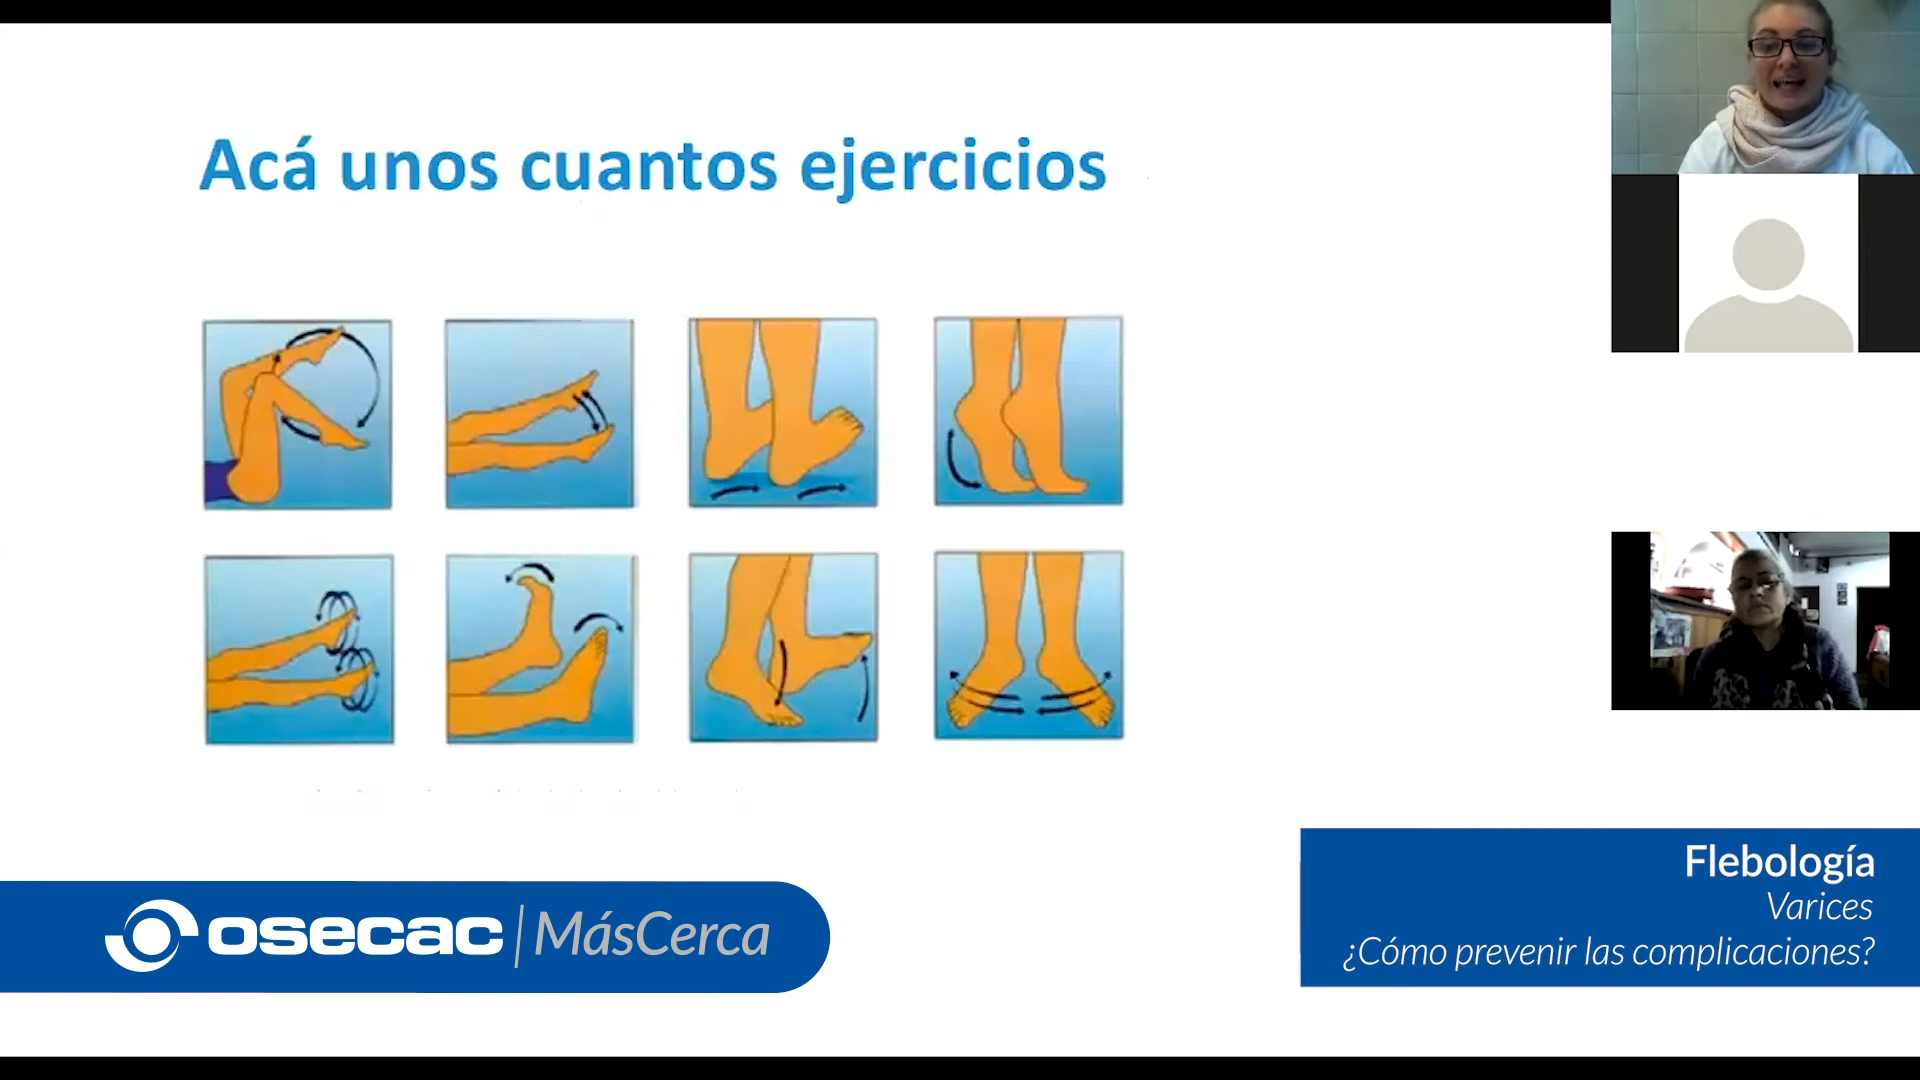 Acá unos cuantos ejercicios
Flebología
Varices
¿Cómo prevenir las complicaciones?
osecac | MásCerca